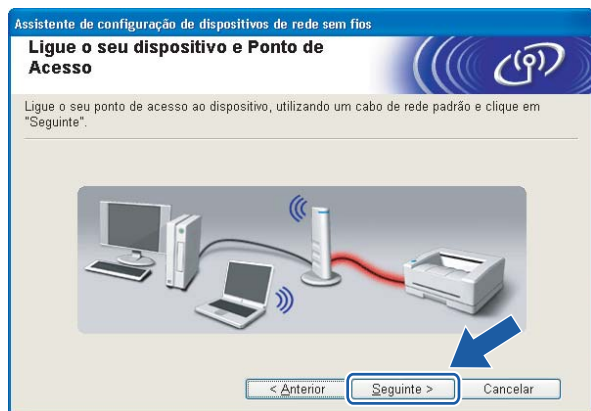 Assistente de configuração de dispositivos de rede sem fios
Ligue o seu dispositivo e Ponto de
Acesso
Ligue o seu ponto de acesso ao dispositivo, utilizando um cabo de rede padrão e clique em
"Seguinte".
< Anterior Seguinte > Cancelar